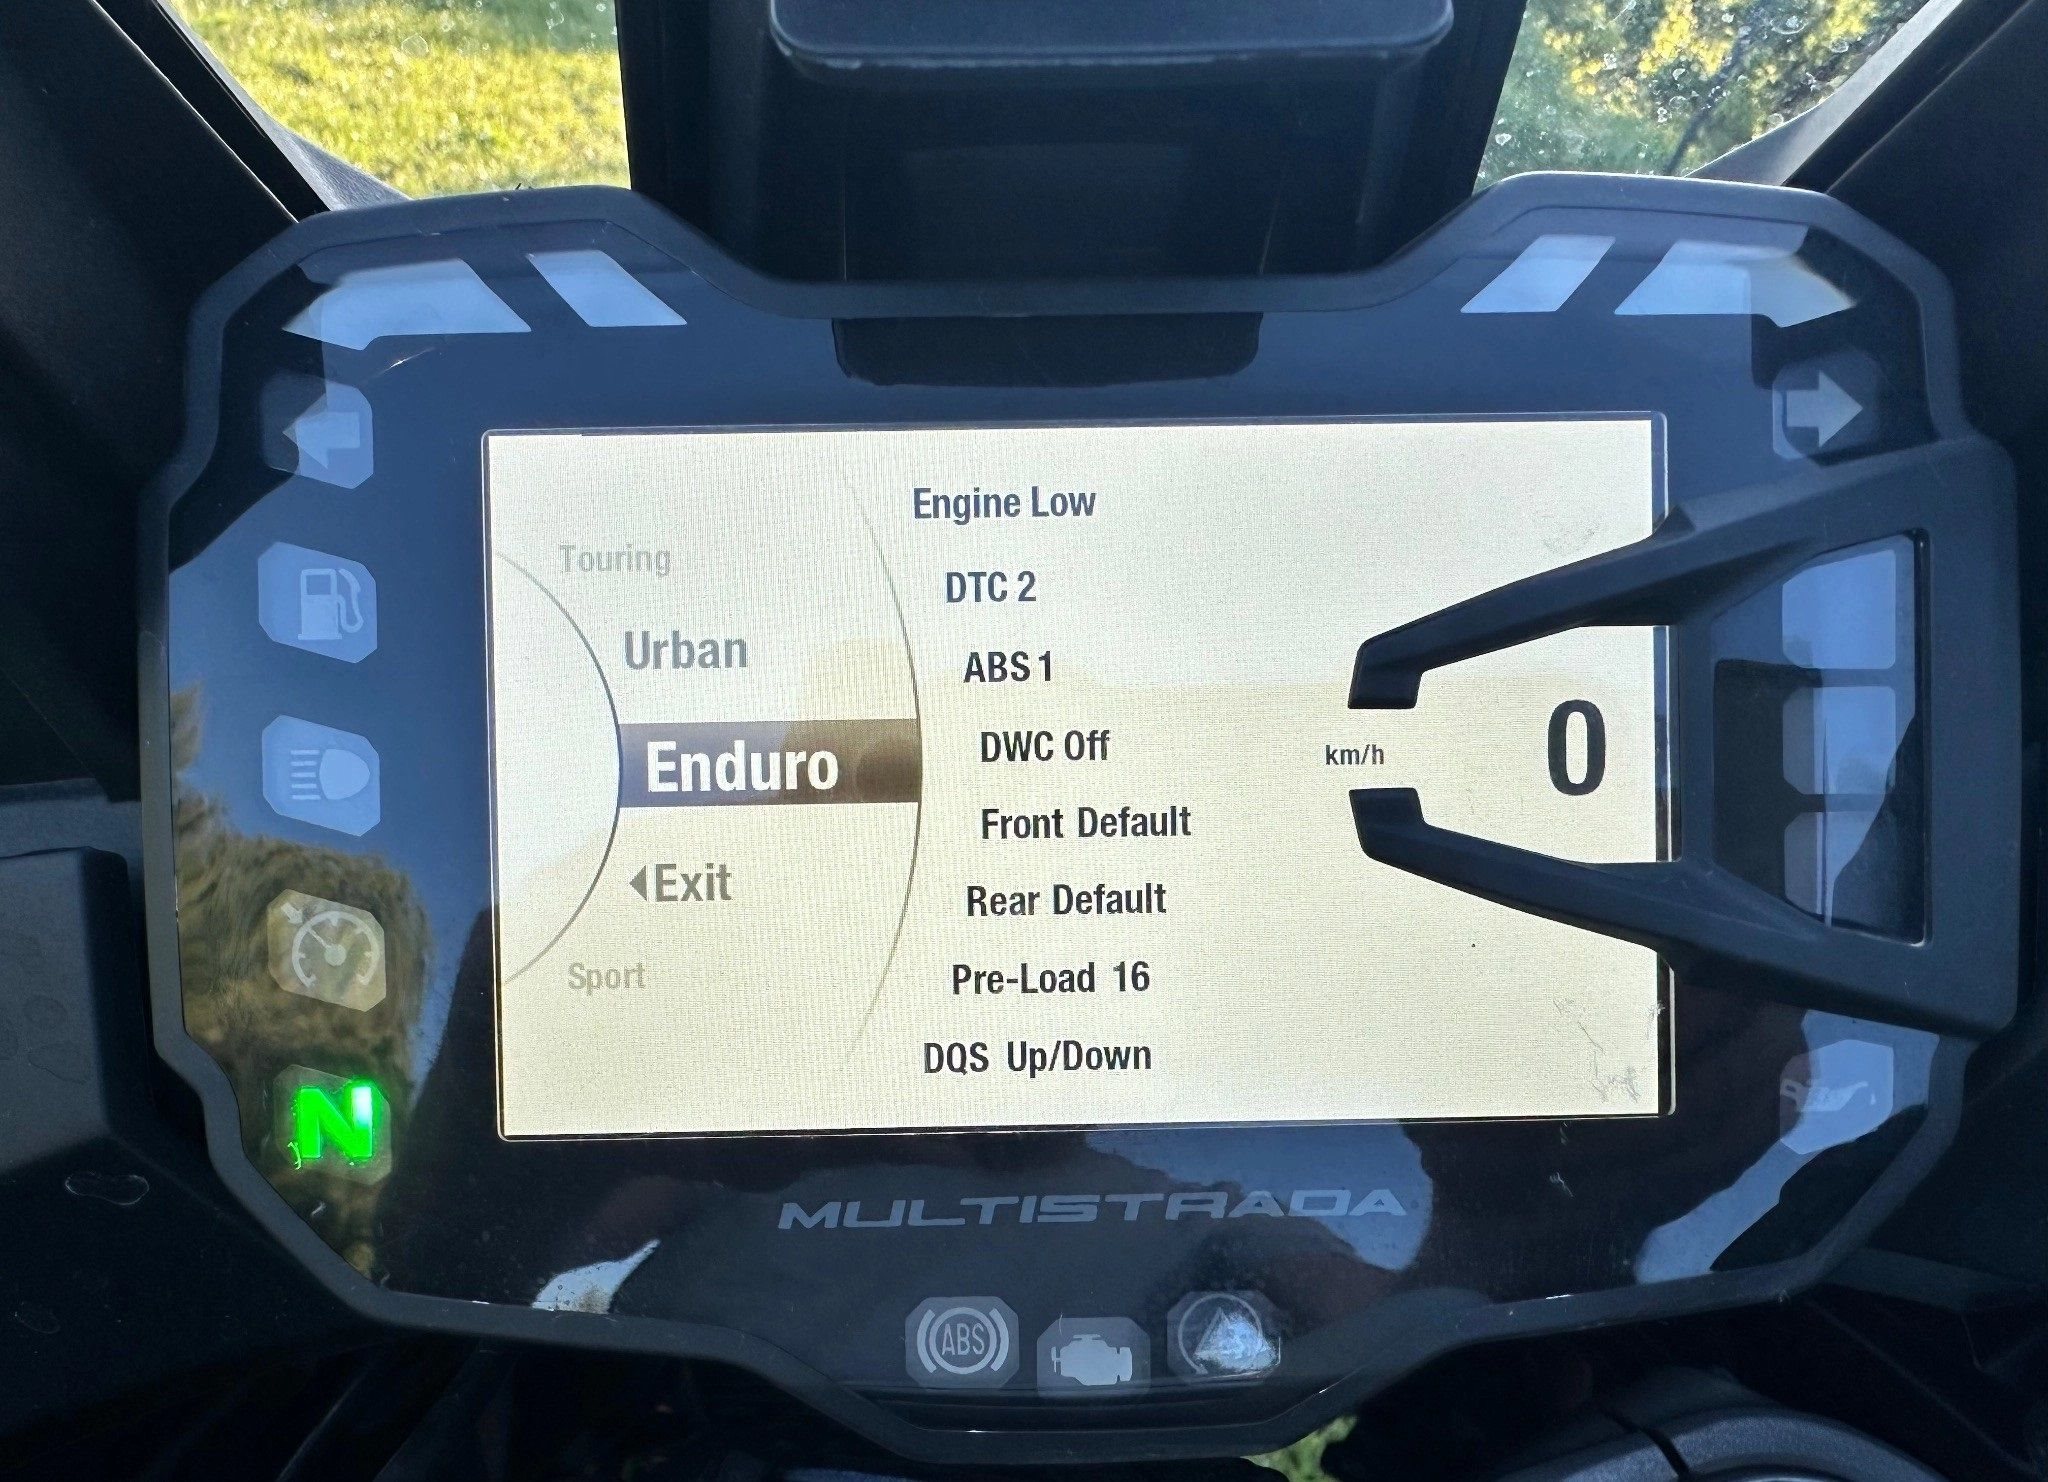 Touring
Urban
Enduro
Exit
Sport
Engine Low
DTC 2
ABS 1
DWC Off
Front Default
Rear Default
Pre-Load 16
DQS Up/Down
km/h
0
N
MULTISTRADA
ABS